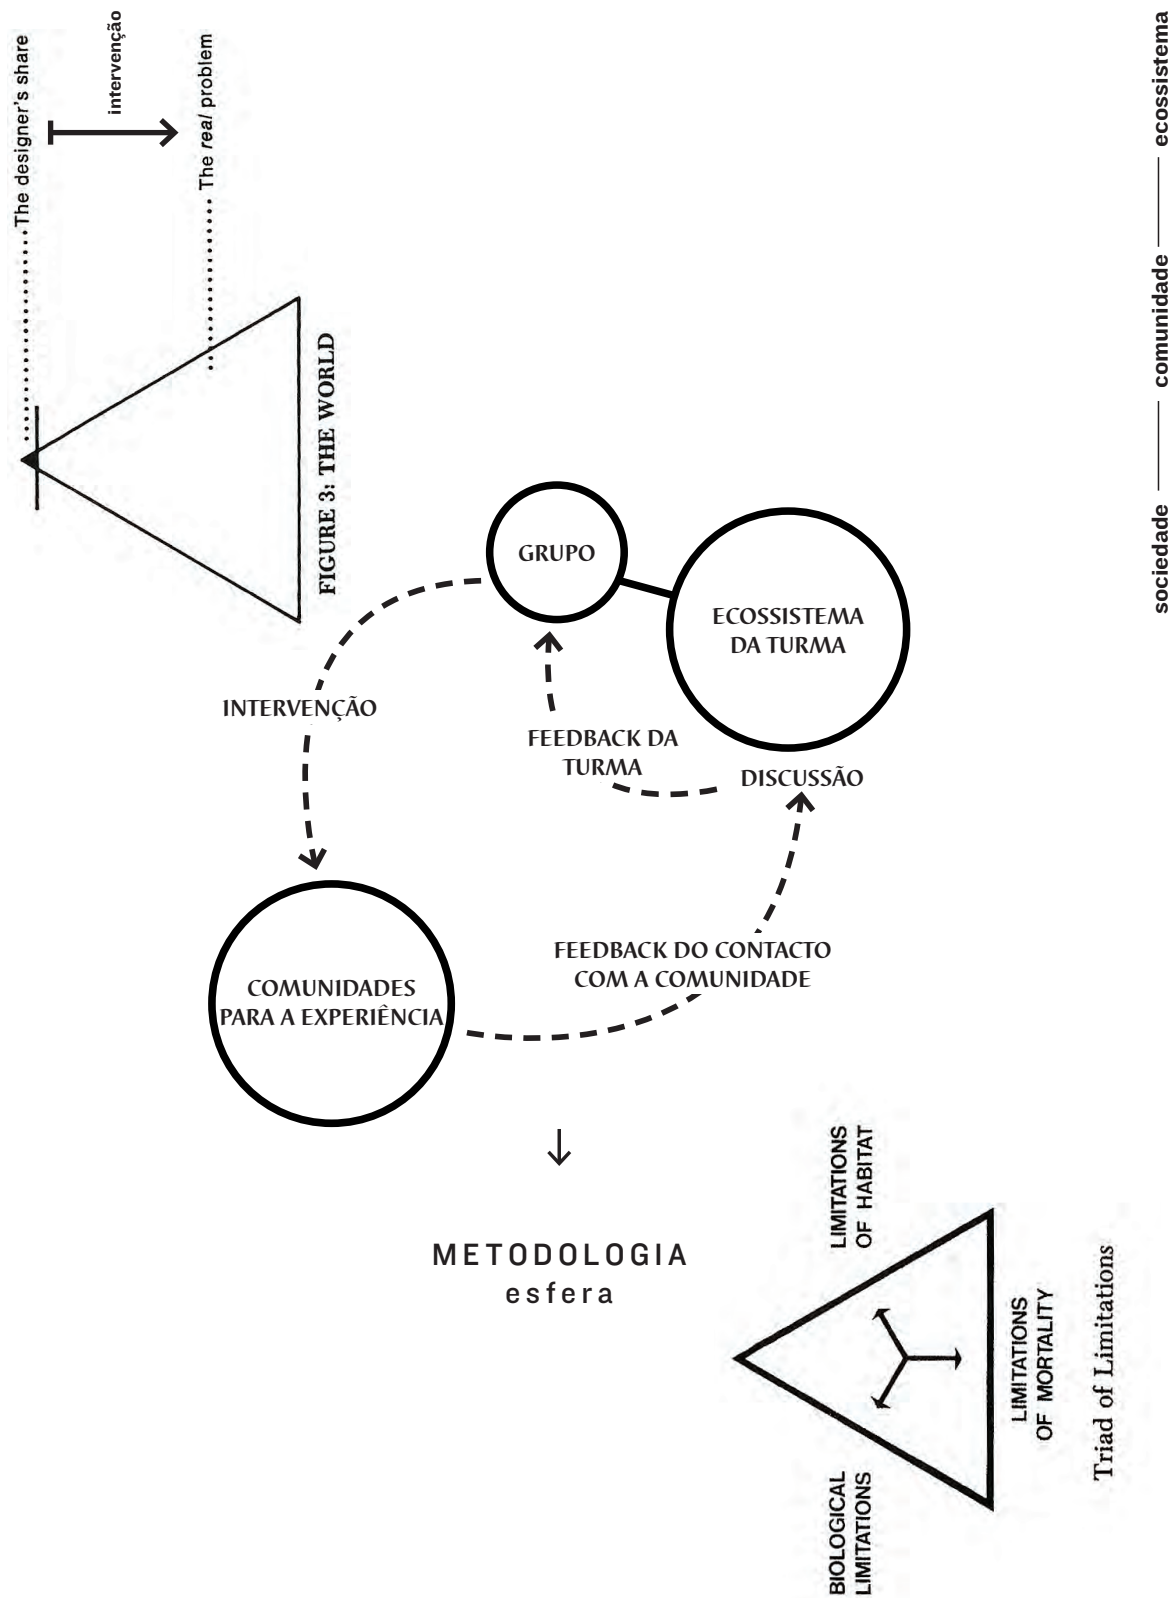 The designer's share
intervenção
The real problem
FIGURE 3: THE WORLD
sociedade
comunidade
ecossistema
GRUPO
ECOSSISTEMA
DA TURMA
INTERVENÇÃO
FEEDBACK DA
TURMA
DISCUSSÃO
FEEDBACK DO CONTACTO
COM A COMUNIDADE
COMUNIDADES
PARA A EXPERIÊNCIA
METODOLOGIA
esfera
BIOLOGICAL
LIMITATIONS
LIMITATIONS
OF HABITAT
LIMITATIONS
OF MORTALITY
Triad of Limitations